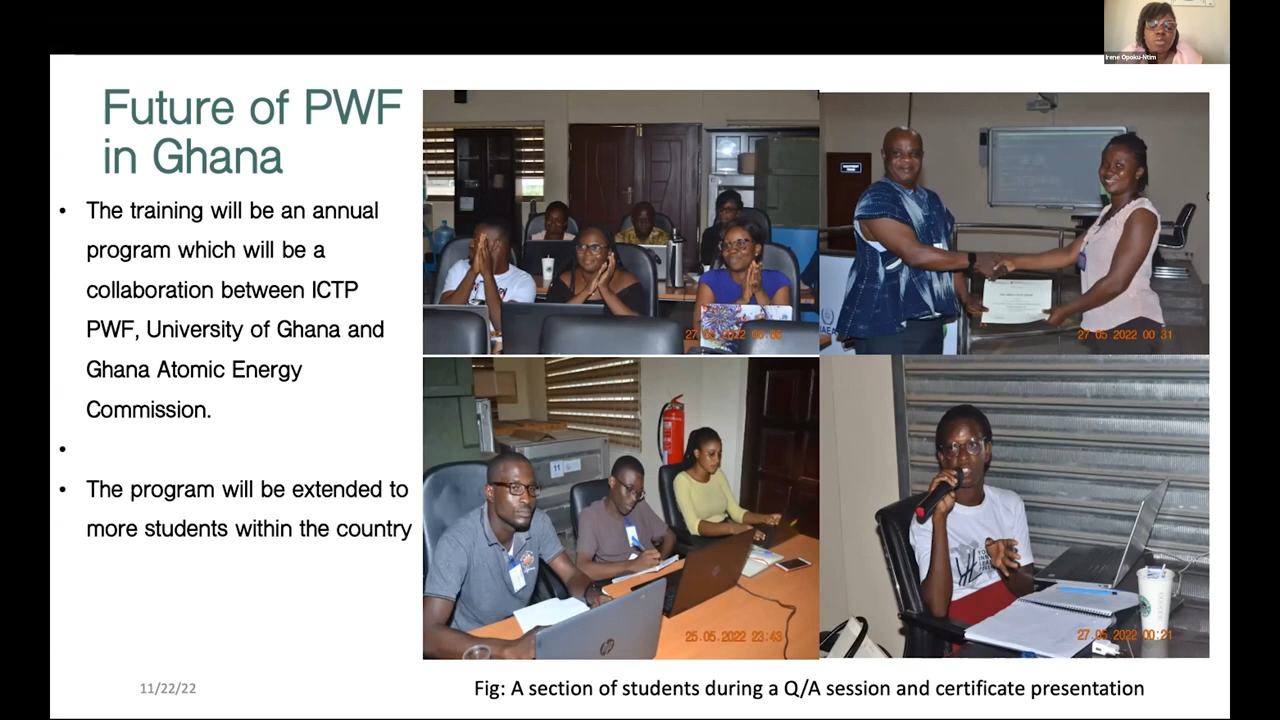 Irene Opoku-Ntim
Future of PWF
in Ghana
• The training will be an annual
program which will be a
collaboration between ICTP
PWF, University of Ghana and
Ghana Atomic Energy
Commission.
•
• The program will be extended to
more students within the country
27 05 2022 00 31
25.05.2022 23:43
27 05 2022 00:21
11
IAEA
hp
11/22/22
Fig: A section of students during a Q/A session and certificate presentation